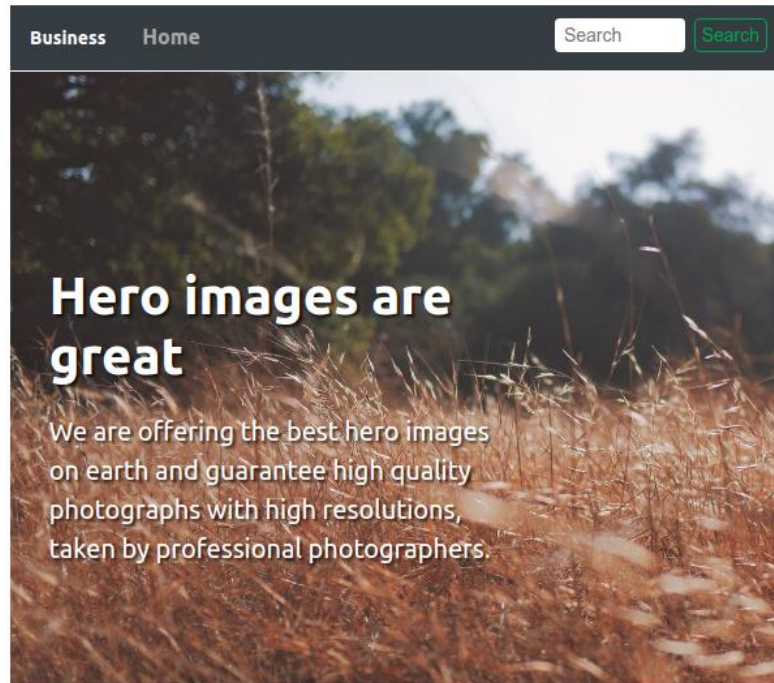 Business Home Search Search
Hero images are
great
We are offering the best hero images
on earth and guarantee high quality
photographs with high resolutions,
taken by professional photographers.